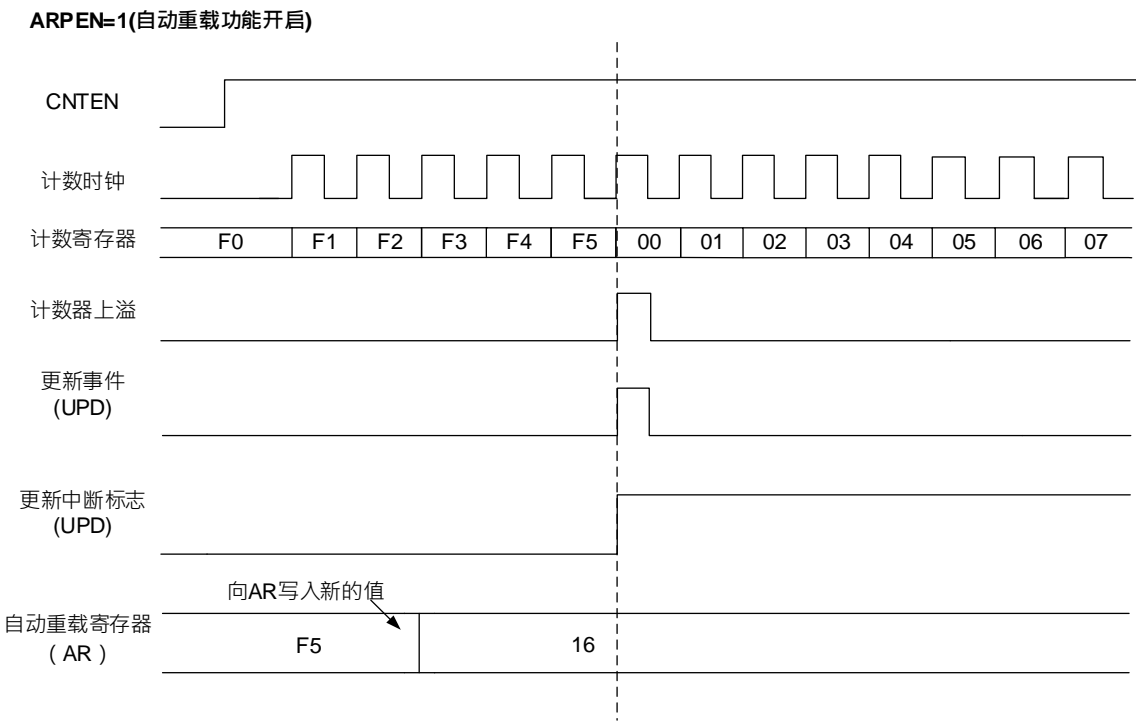 ARPEN=1(自动重载功能开启)
CNTEN
计数时钟
计数寄存器
F0 F1 F2 F3 F4 F5 00 01 02 03 04 05 06 07
计数器上溢
更新事件
(UPD)
更新中断标志
(UPD)
向AR写入新的值
自动重载寄存器
（AR）
F5 16